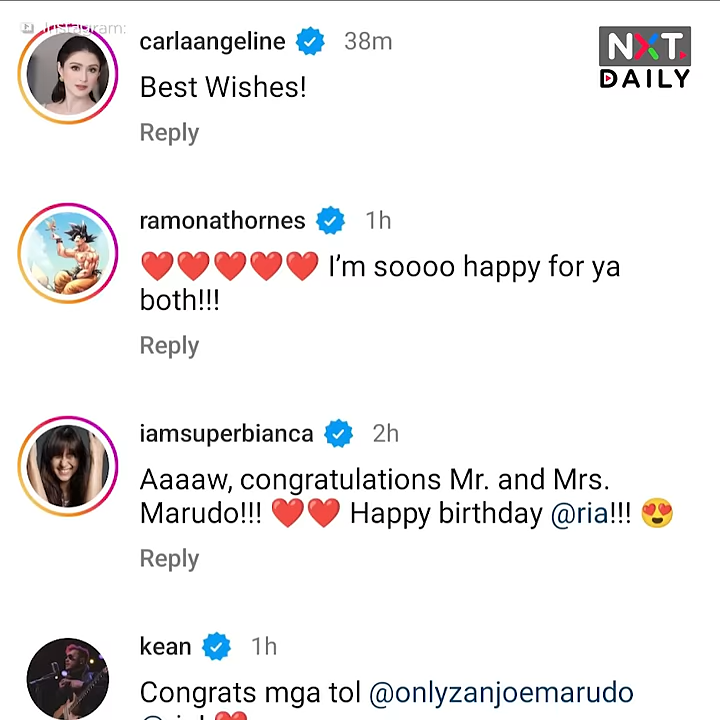 Instagram:
NXT.
DAILY
carlaangeline 38m
Best Wishes!
Reply
ramonathornes 1h
❤️❤️❤️❤️❤️ I’m soooo happy for ya
both!!!
Reply
iamsuperbianca 2h
Aaaaw, congratulations Mr. and Mrs.
Marudo!!! ❤️❤️ Happy birthday @ria!!! 😍
Reply
kean 1h
Congrats mga tol @onlyzanjoemarudo